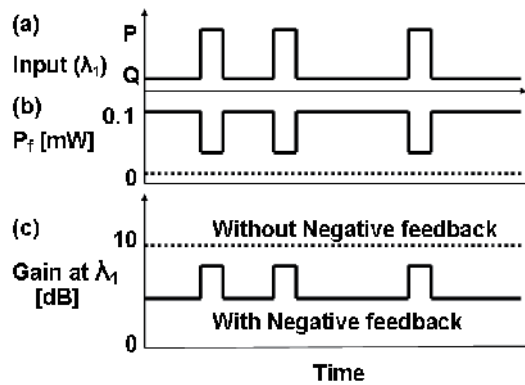 (a)
P
Input (λ₁)
Q
(b)
0.1
P_f [mW]
0
(c)
Without Negative feedback
10
Gain at λ₁
[dB]
With Negative feedback
0
Time